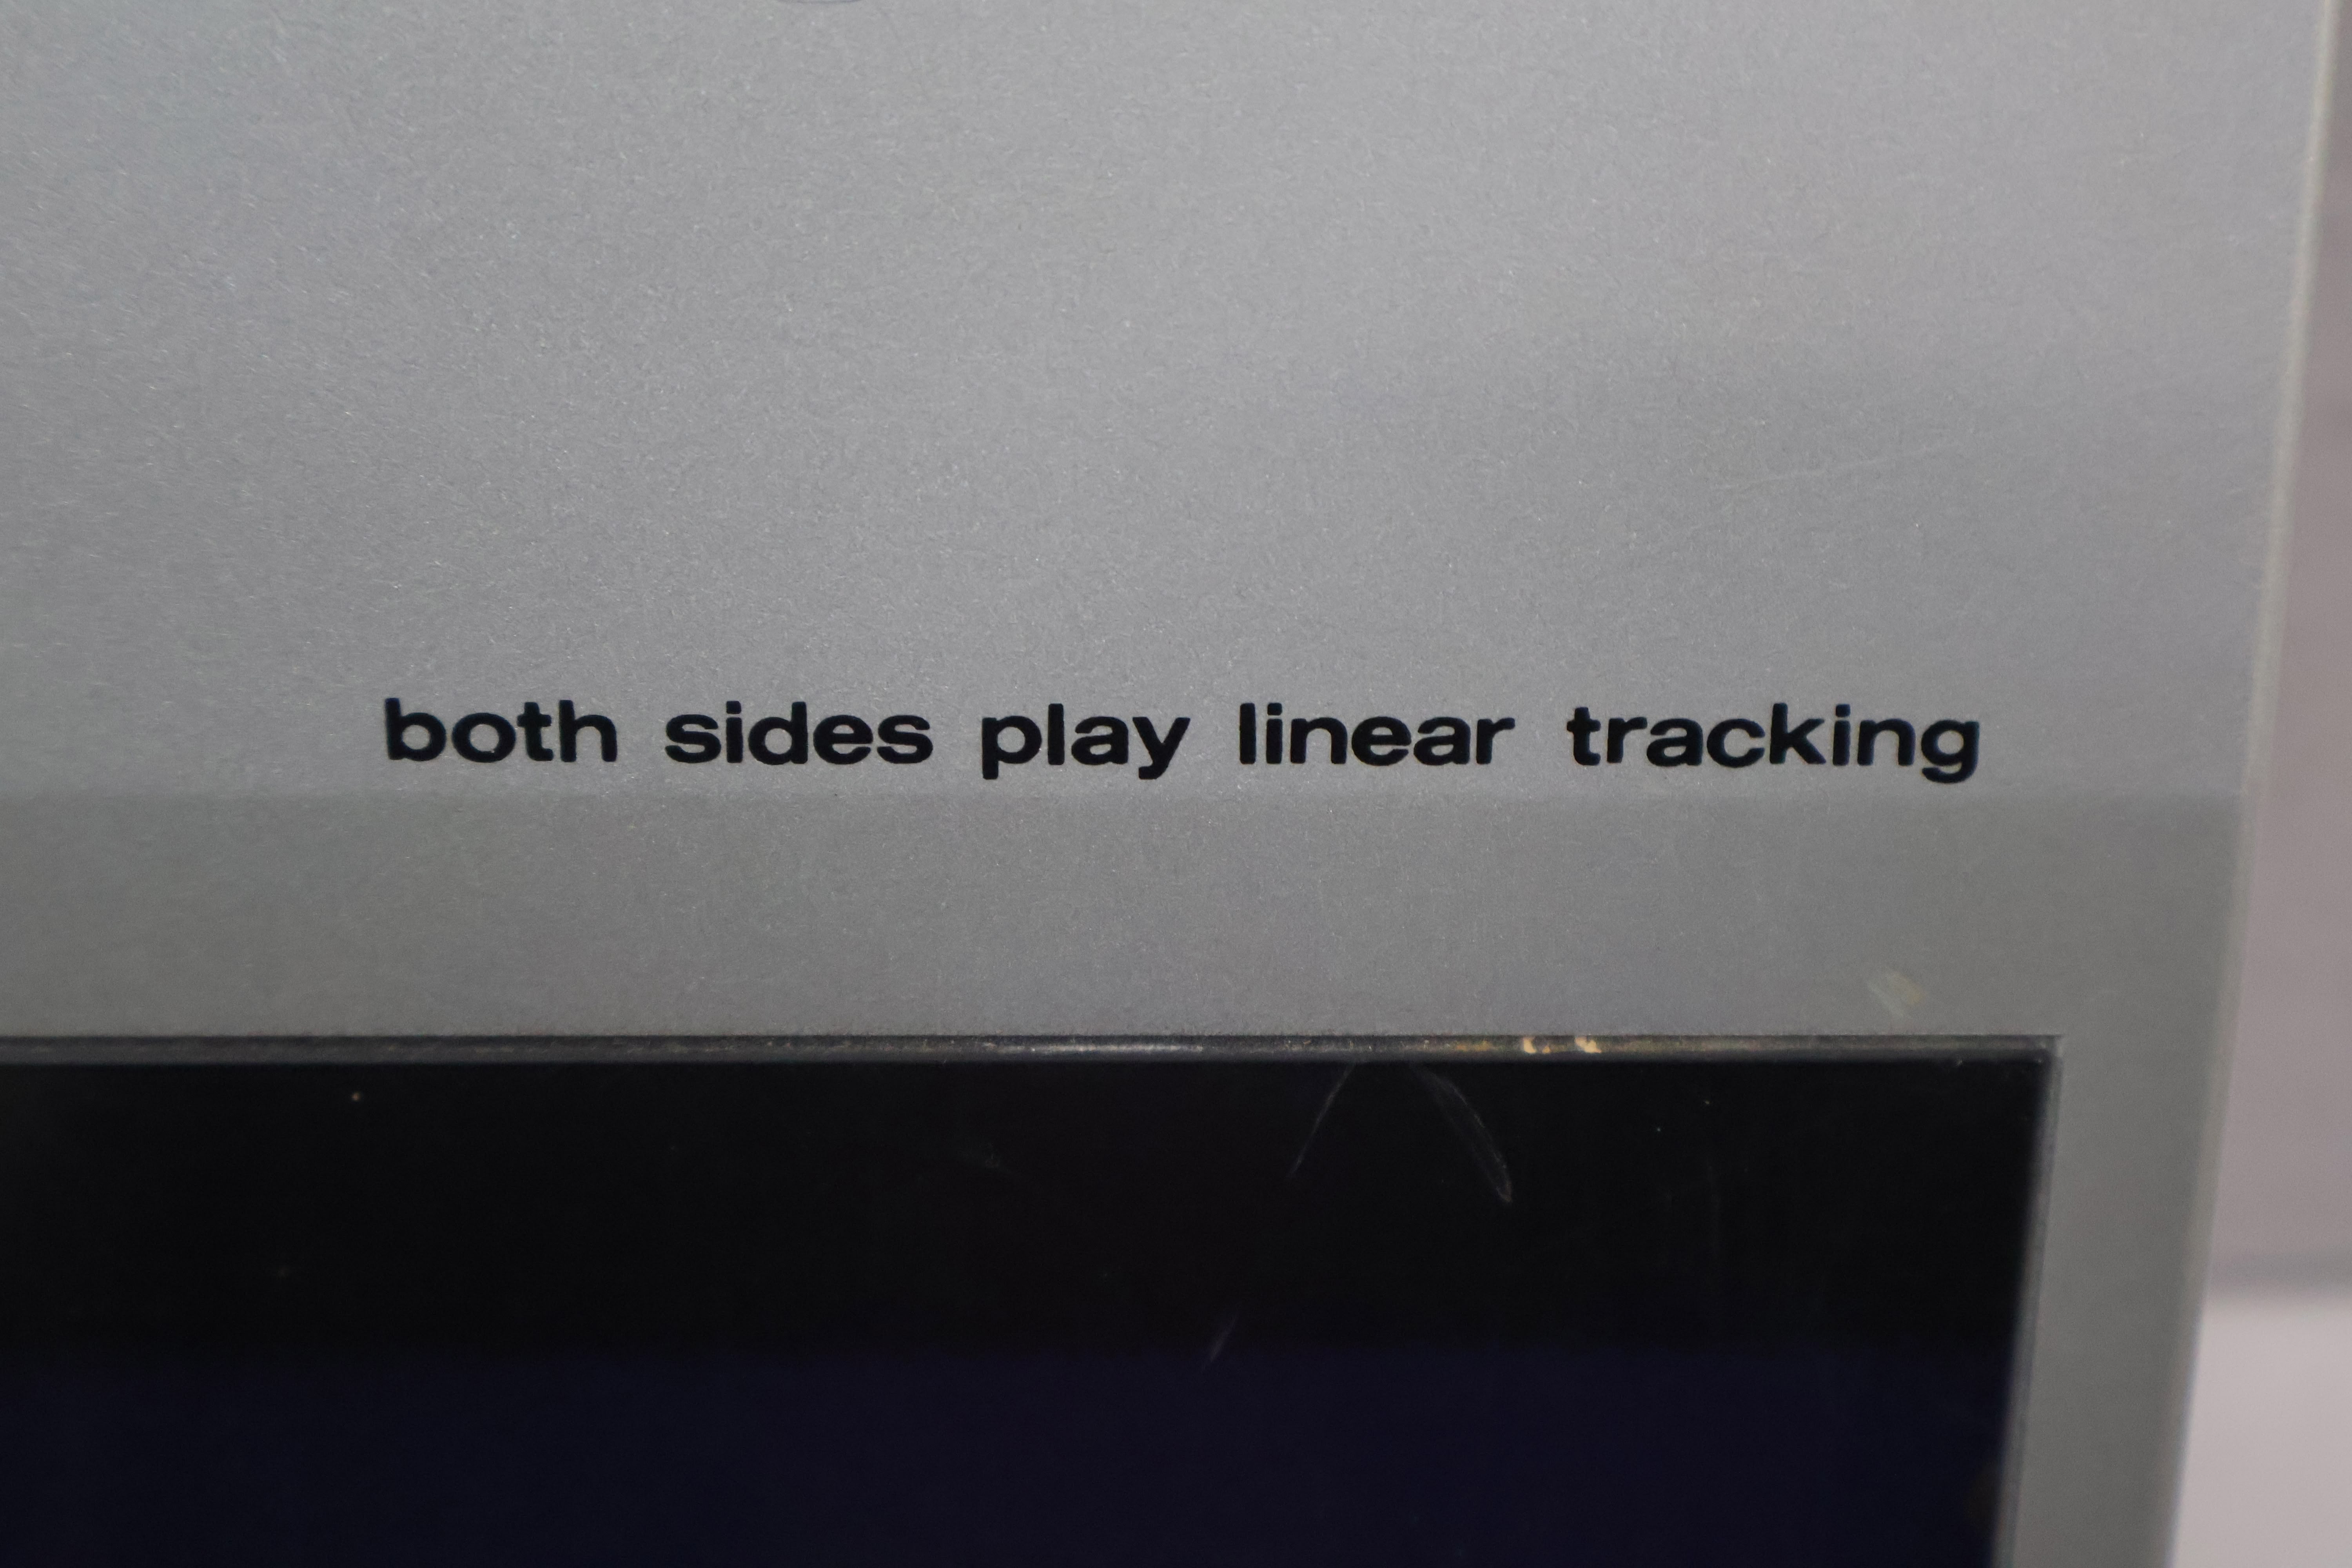 both sides play linear tracking